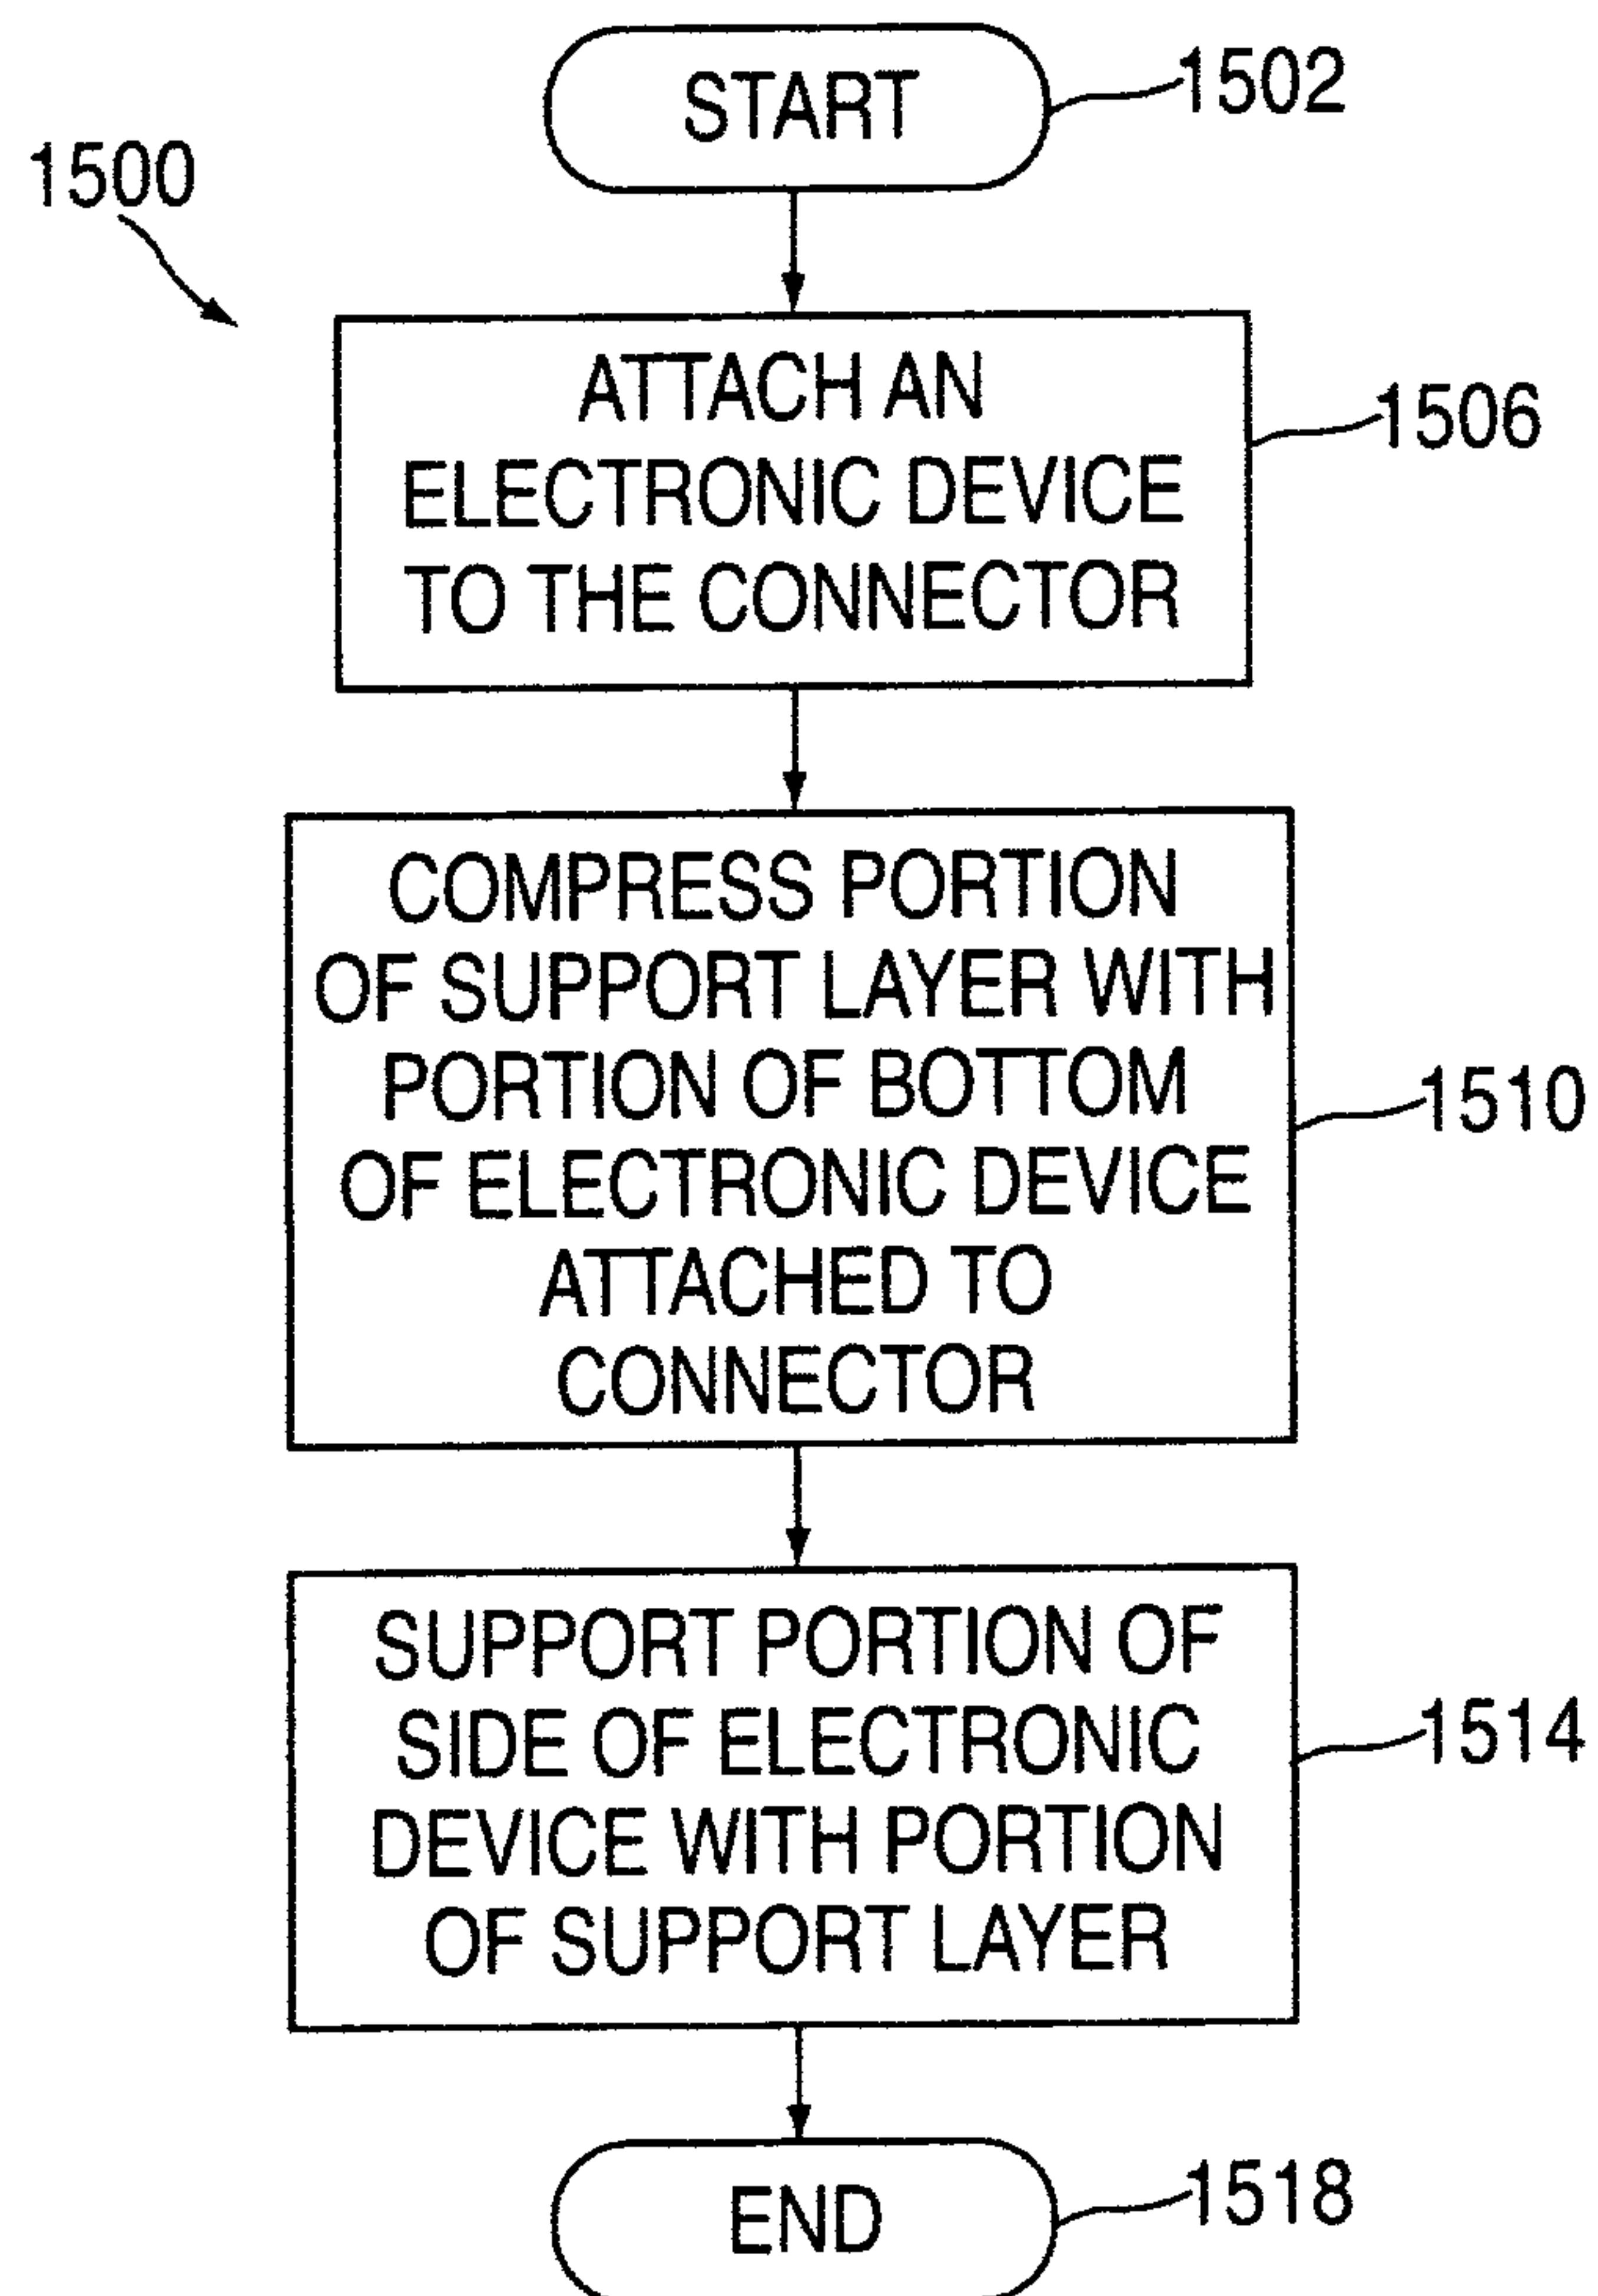 START
1502
1500
ATTACH AN
ELECTRONIC DEVICE
TO THE CONNECTOR
1506
COMPRESS PORTION
OF SUPPORT LAYER WITH
PORTION OF BOTTOM
OF ELECTRONIC DEVICE
ATTACHED TO
CONNECTOR
1510
SUPPORT PORTION OF
SIDE OF ELECTRONIC
DEVICE WITH PORTION
OF SUPPORT LAYER
1514
END
1518